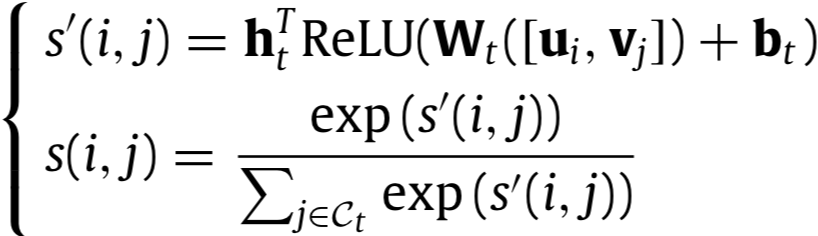 s′(i, j) = h_t^T ReLU(W_t([u_i, v_j]) + b_t)
s(i, j) = exp (s′(i, j)) / ∑_{j∈𝒞_t} exp (s′(i, j))